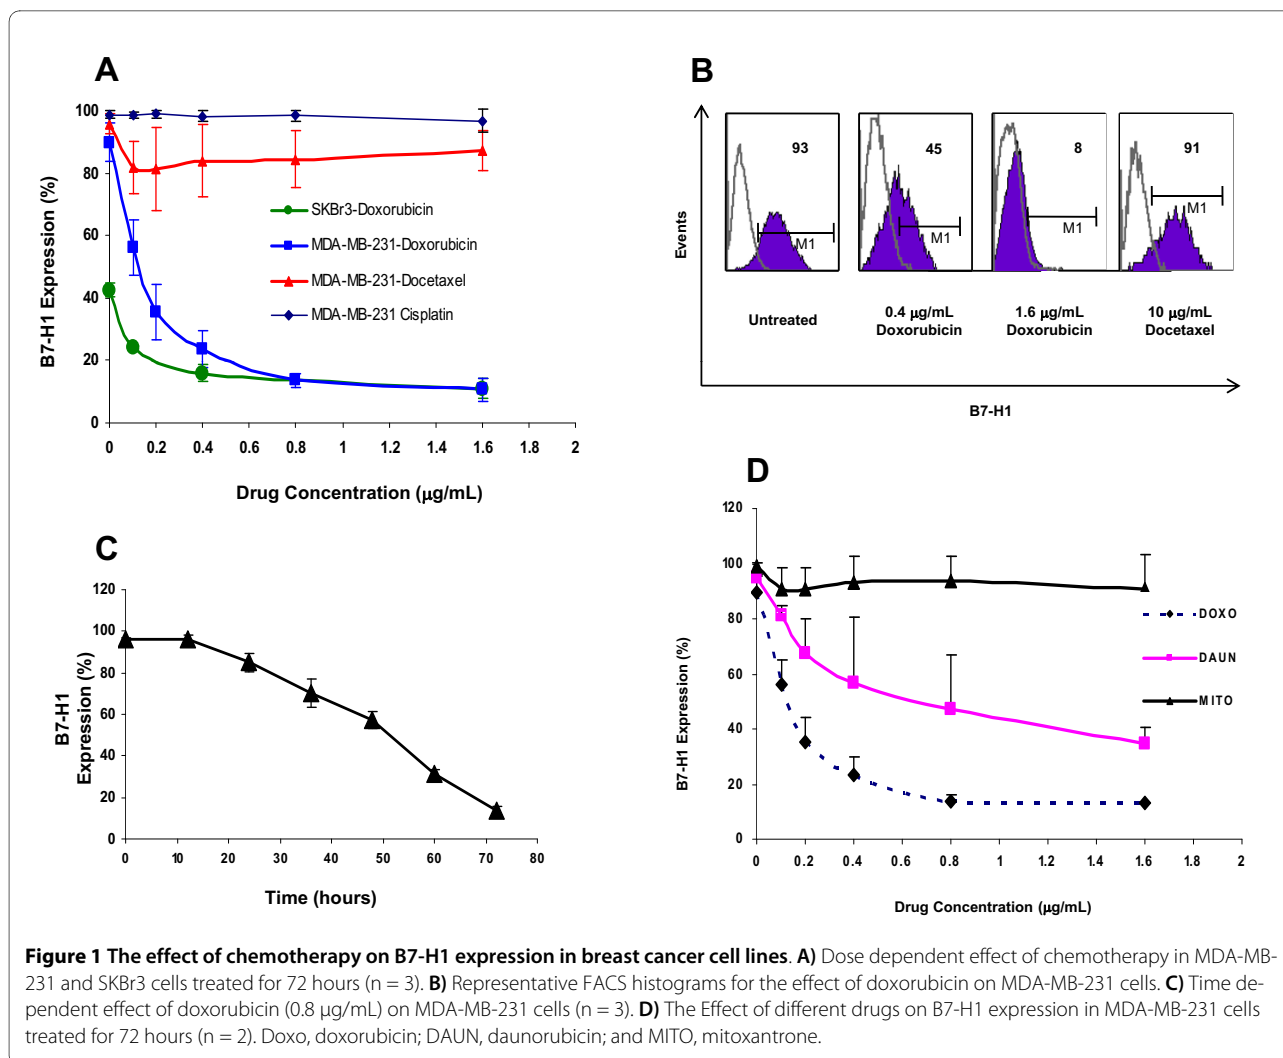 A
100
80
60
40
20
0
B7-H1 Expression (%)
SKBr3-Doxorubicin
MDA-MB-231-Doxorubicin
MDA-MB-231-Docetaxel
MDA-MB-231 Cisplatin
0 0.2 0.4 0.6 0.8 1 1.2 1.4 1.6 1.8 2
Drug Concentration (µg/mL)
B
Events
93 45 8 91
M1 M1 M1 M1
Untreated
0.4 µg/mL
Doxorubicin
1.6 µg/mL
Doxorubicin
10 µg/mL
Docetaxel
B7-H1
C
120
100
80
60
40
20
0
B7-H1
Expression (%)
0 10 20 30 40 50 60 70 80
Time (hours)
D
120
100
80
60
40
20
0
B7-H1 Expression (%)
DOXO
DAUN
MITO
0 0.2 0.4 0.6 0.8 1 1.2 1.4 1.6 1.8 2
Drug Concentration (µg/mL)
Figure 1 The effect of chemotherapy on B7-H1 expression in breast cancer cell lines. A) Dose dependent effect of chemotherapy in MDA-MB-
231 and SKBr3 cells treated for 72 hours (n = 3). B) Representative FACS histograms for the effect of doxorubicin on MDA-MB-231 cells. C) Time de-
pendent effect of doxorubicin (0.8 µg/mL) on MDA-MB-231 cells (n = 3). D) The Effect of different drugs on B7-H1 expression in MDA-MB-231 cells
treated for 72 hours (n = 2). Doxo, doxorubicin; DAUN, daunorubicin; and MITO, mitoxantrone.